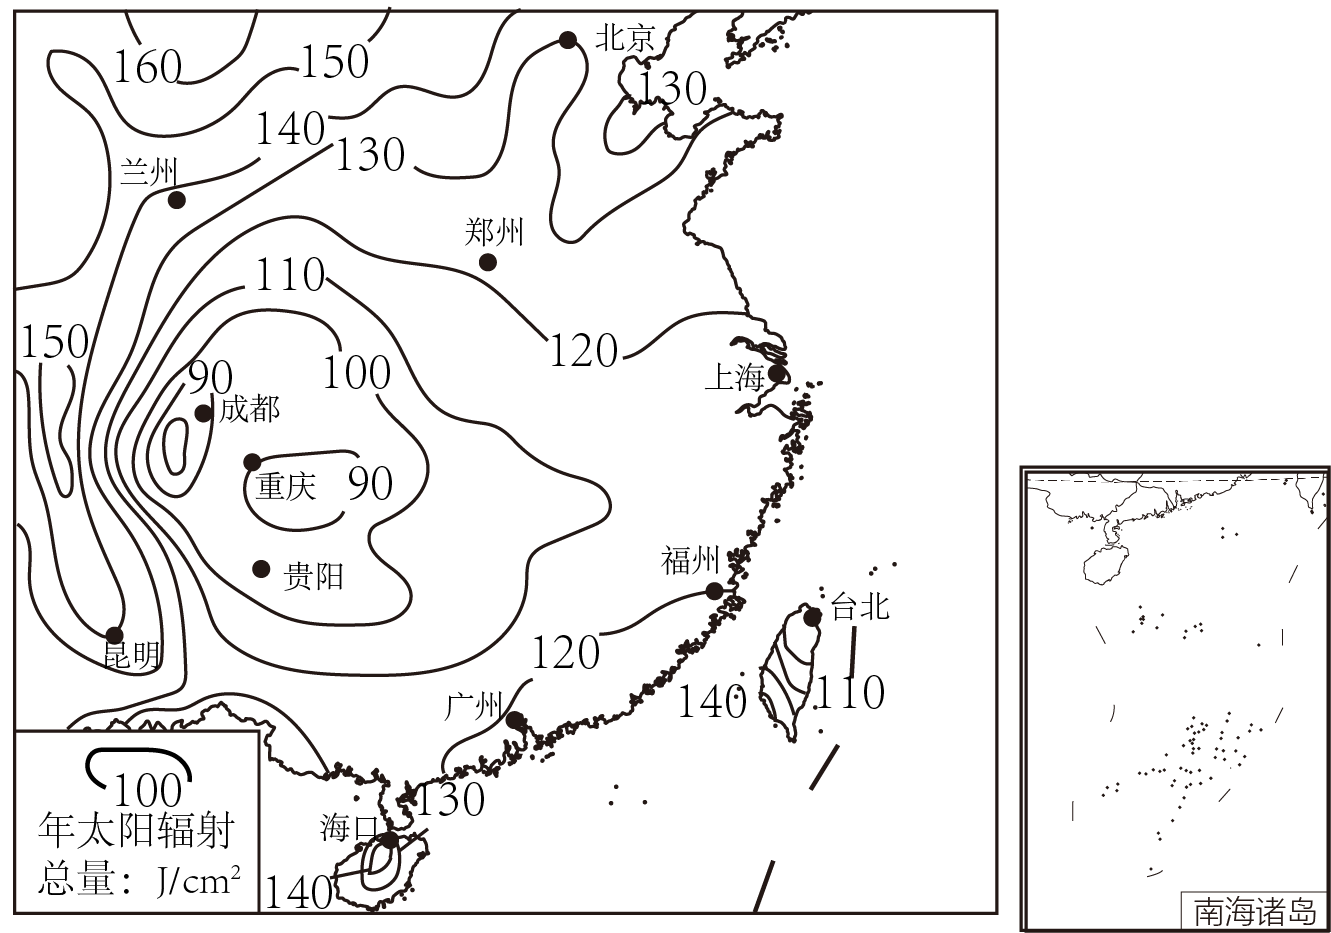 北京
160
150
130
140
130
兰州
郑州
110
150
120
100
90
上海
成都
重庆
90
贵阳
福州
台北
昆明
120
广州
140
110
100
130
年太阳辐射
海口
总量：J/cm²
140
南海诸岛